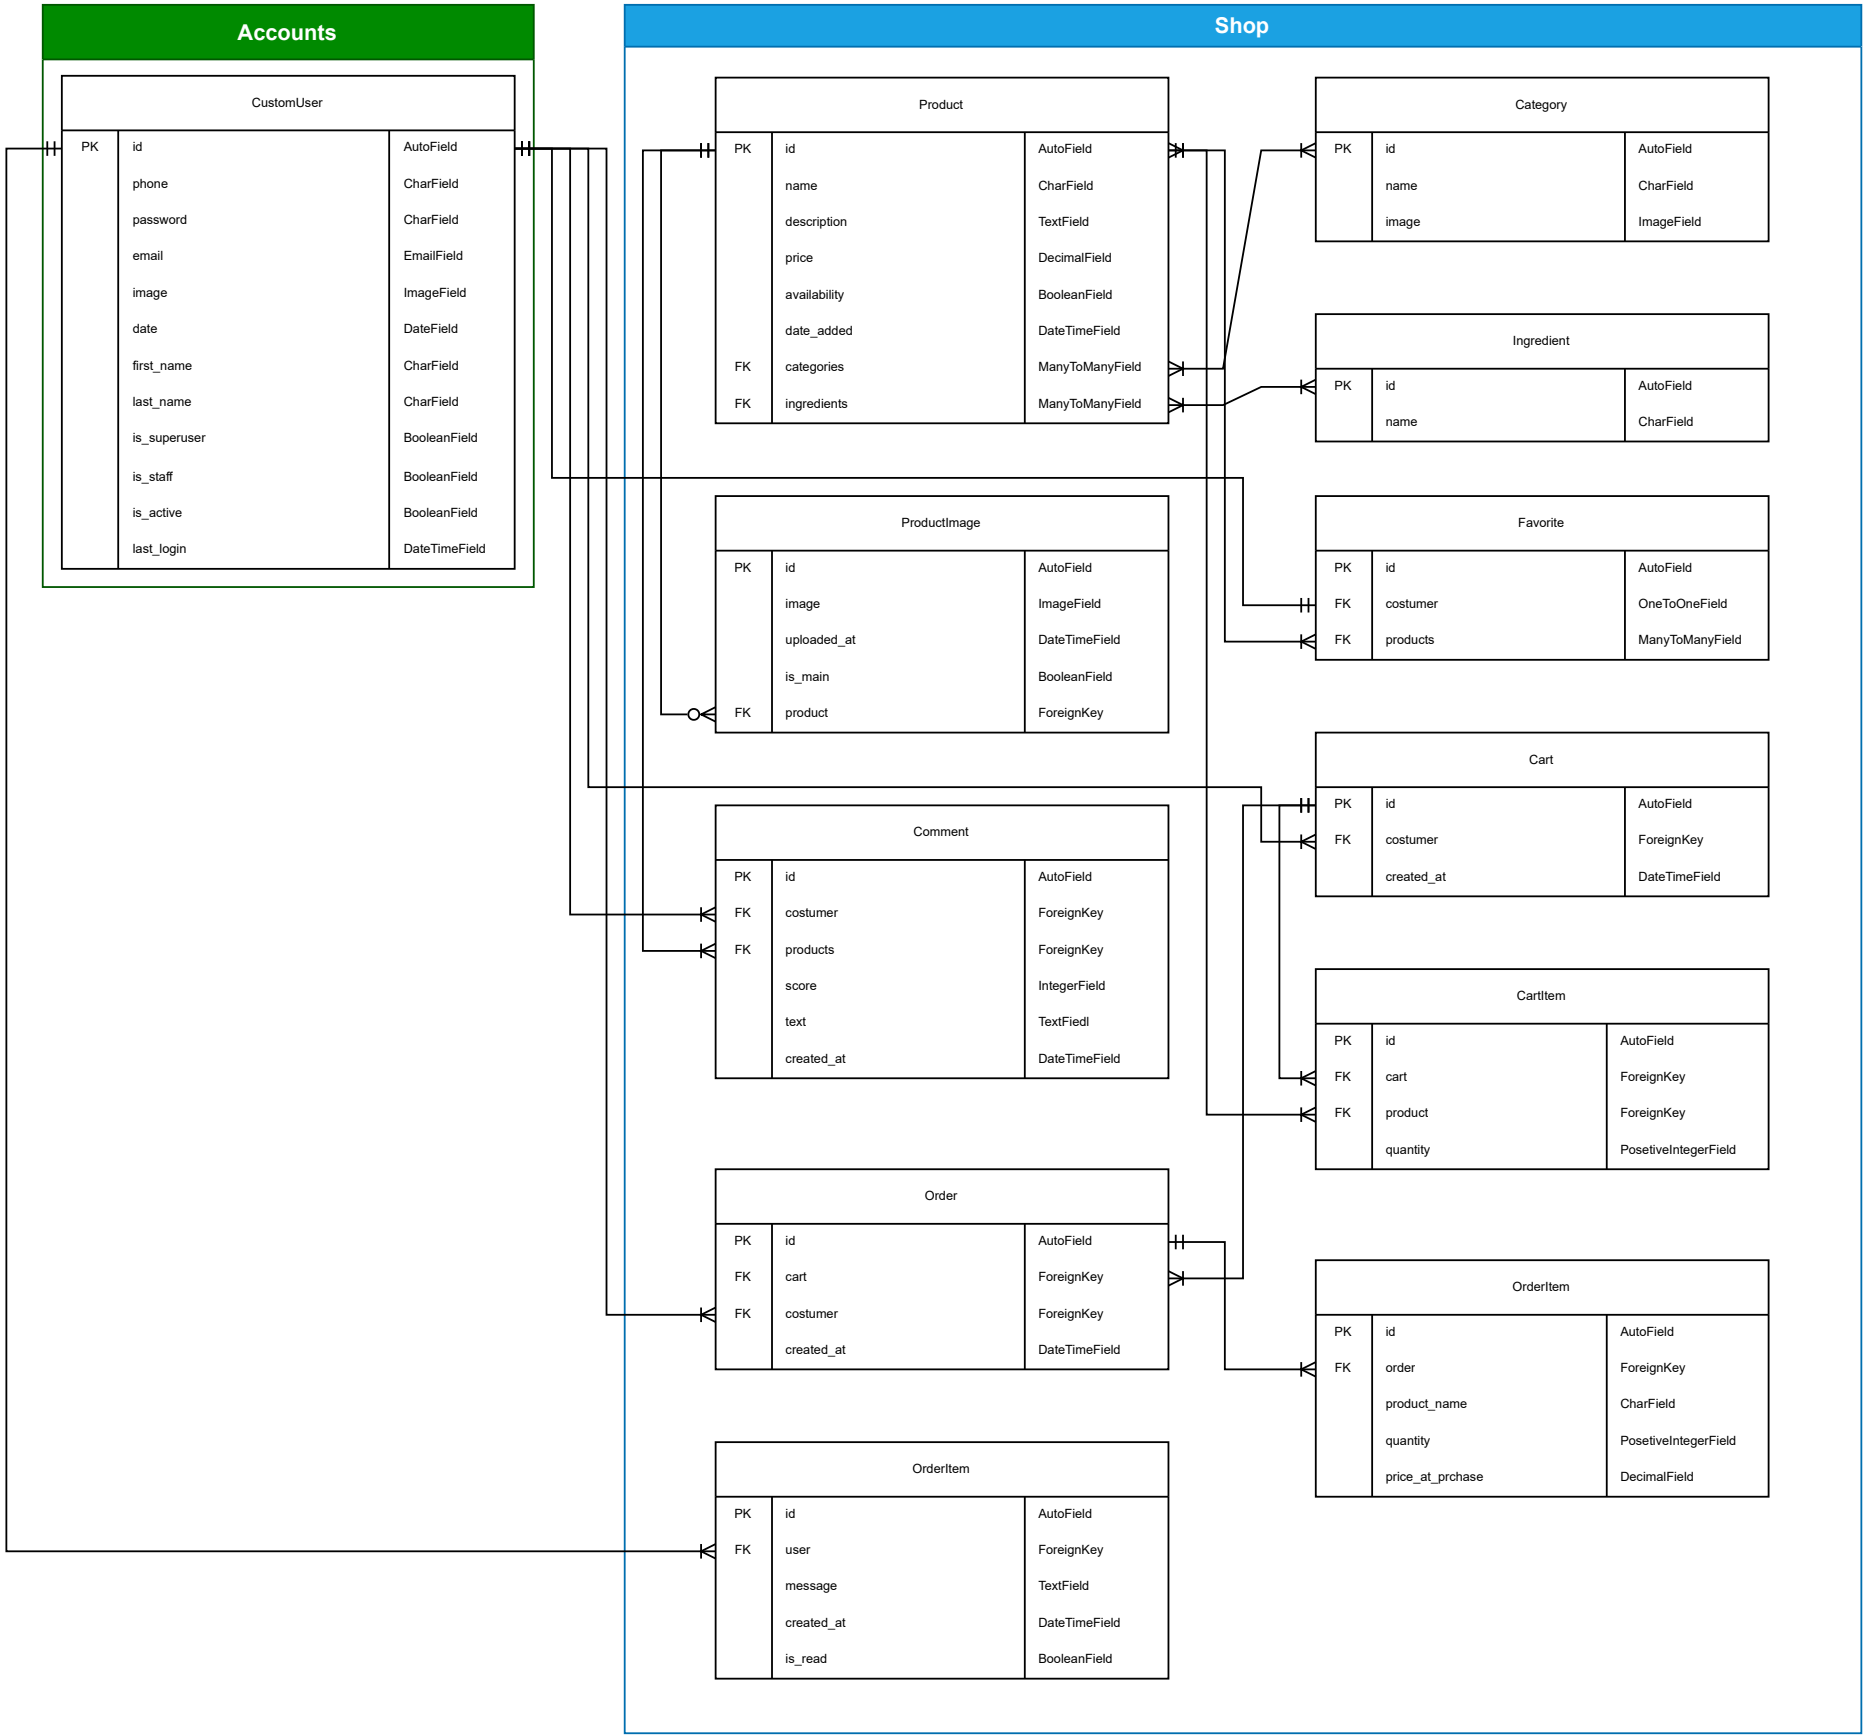 Accounts
CustomUser
PK id AutoField
phone CharField
password CharField
email EmailField
image ImageField
date DateField
first_name CharField
last_name CharField
is_superuser BooleanField
is_staff BooleanField
is_active BooleanField
last_login DateTimeField
Shop
Product
PK id AutoField
name CharField
description TextField
price DecimalField
availability BooleanField
date_added DateTimeField
FK categories ManyToManyField
FK ingredients ManyToManyField
Category
PK id AutoField
name CharField
image ImageField
Ingredient
PK id AutoField
name CharField
ProductImage
PK id AutoField
image ImageField
uploaded_at DateTimeField
is_main BooleanField
FK product ForeignKey
Favorite
PK id AutoField
FK costumer OneToOneField
FK products ManyToManyField
Cart
PK id AutoField
FK costumer ForeignKey
created_at DateTimeField
Comment
PK id AutoField
FK costumer ForeignKey
FK products ForeignKey
score IntegerField
text TextFiedl
created_at DateTimeField
CartItem
PK id AutoField
FK cart ForeignKey
FK product ForeignKey
quantity PosetiveIntegerField
Order
PK id AutoField
FK cart ForeignKey
FK costumer ForeignKey
created_at DateTimeField
OrderItem
PK id AutoField
FK order ForeignKey
product_name CharField
quantity PosetiveIntegerField
price_at_prchase DecimalField
OrderItem
PK id AutoField
FK user ForeignKey
message TextField
created_at DateTimeField
is_read BooleanField